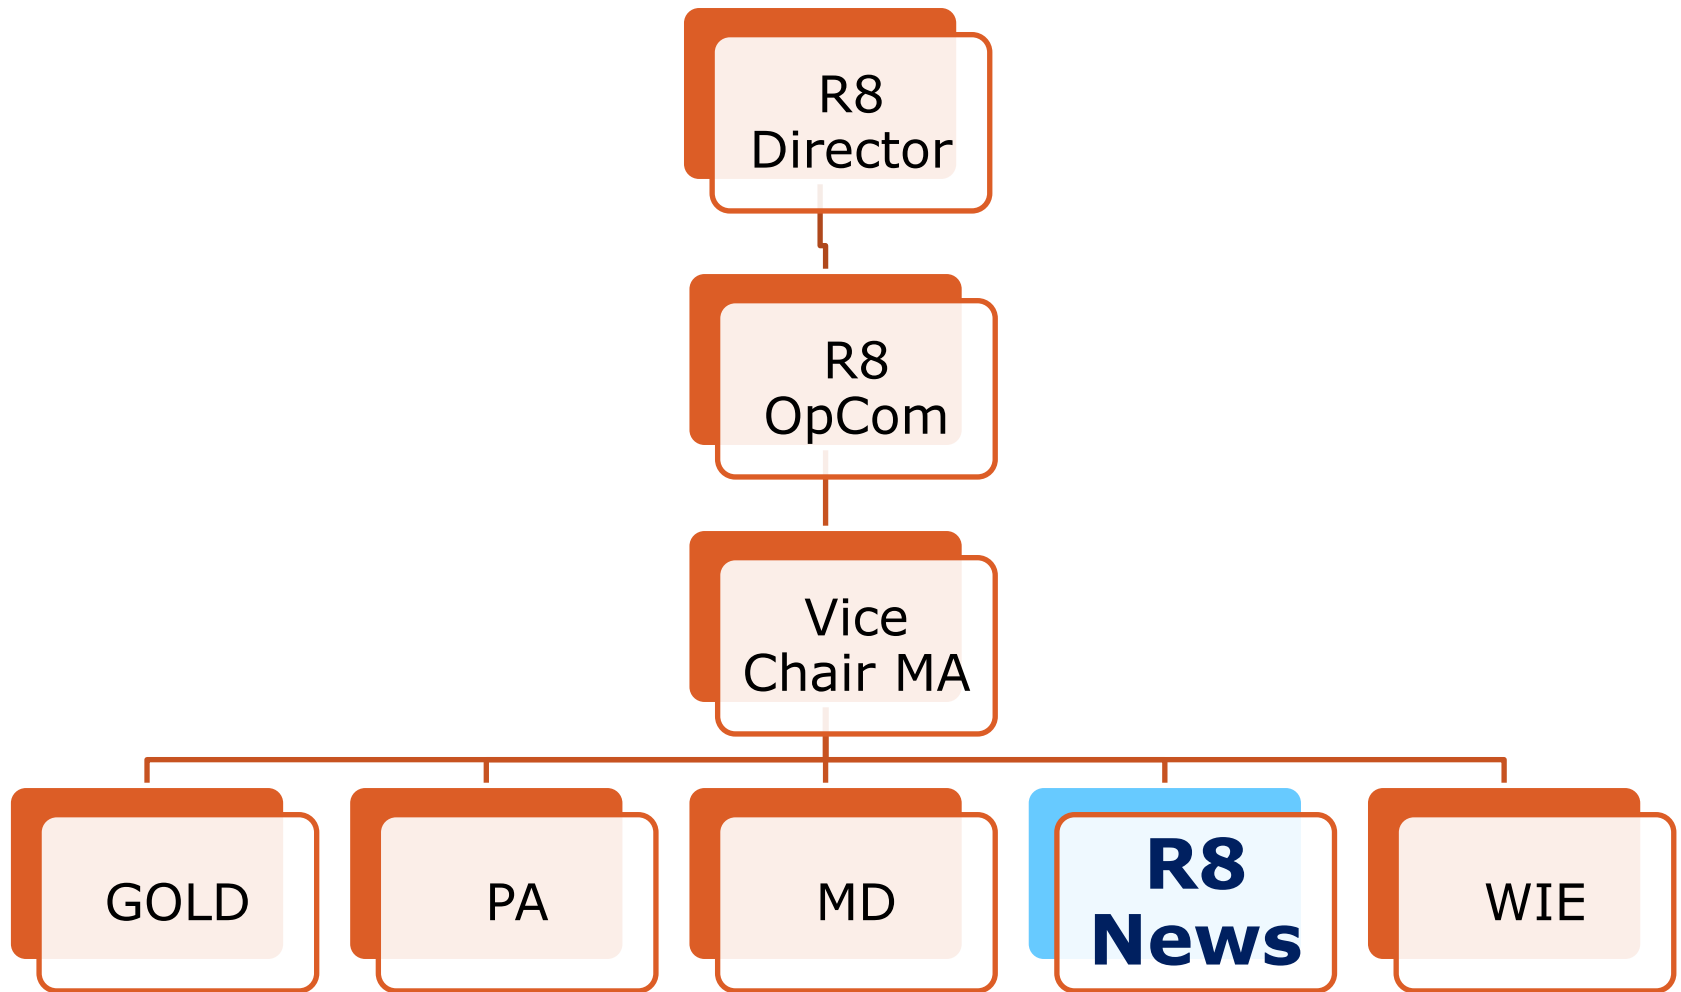 R8
Director
R8
OpCom
Vice
Chair MA
GOLD
PA
MD
R8
News
WIE